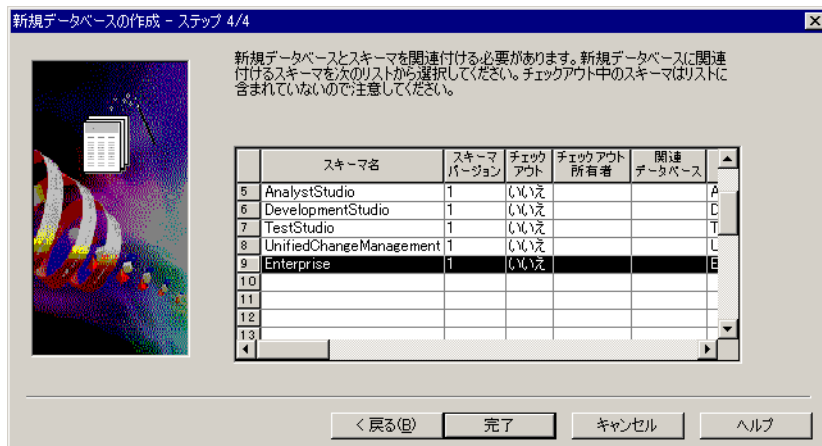 新規データベースの作成 - ステップ 4/4
新規データベースとスキーマを関連付ける必要があります。新規データベースに関連
付けるスキーマを次のリストから選択してください。チェックアウト中のスキーマはリストに
含まれていないので注意してください。
スキーマ名 スキーマバージョン チェックアウト チェックアウト所有者 関連データベース
5 AnalystStudio 1 いいえ A
6 DevelopmentStudio 1 いいえ D
7 TestStudio 1 いいえ T
8 UnifiedChangeManagement 1 いいえ U
9 Enterprise 1 いいえ E
10
11
12
13
< 戻る(B) 完了 キャンセル ヘルプ